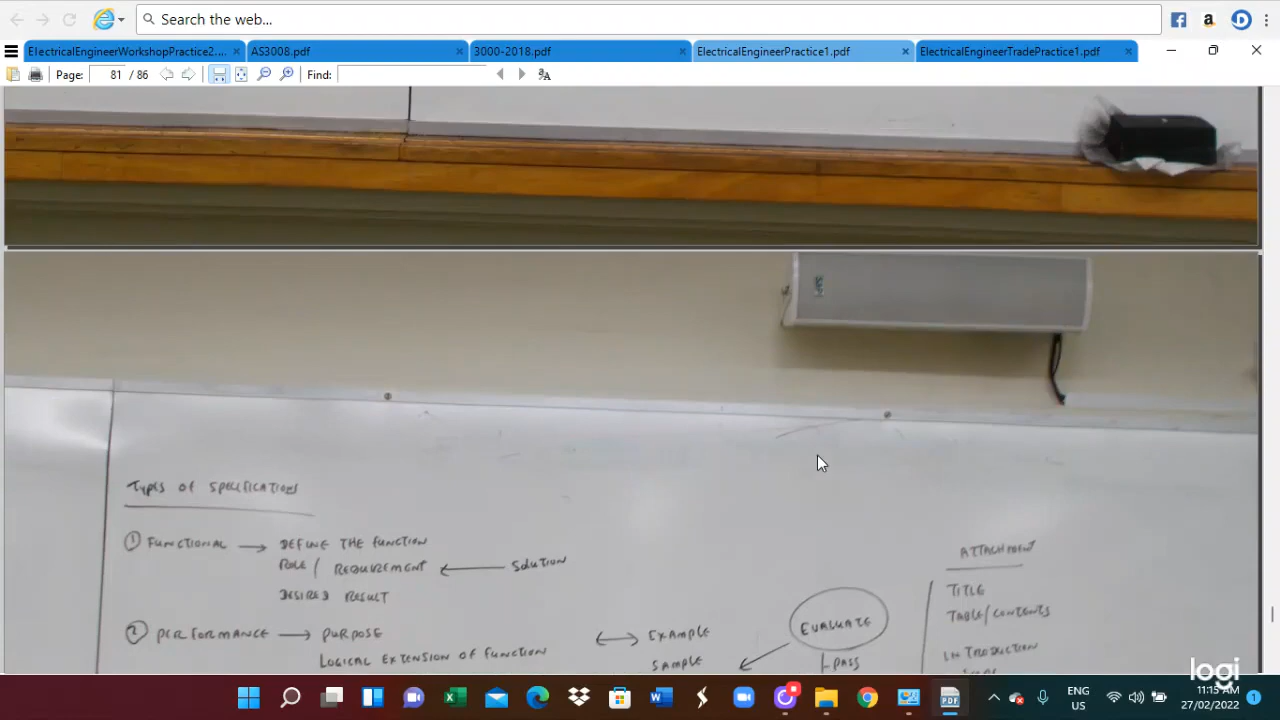 Search the web...
ElectricalEngineerWorkshopPractice2....
AS3008.pdf
3000-2018.pdf
ElectricalEngineerPractice1.pdf
ElectricalEngineerTradePractice1.pdf
Page: 81 / 86
Find:
TYPES OF SPECIFICATIONS
① FUNCTIONAL → DEFINE THE FUNCTION
ROLE / REQUIREMENT ← SOLUTION
DESIRED RESULT
② PERFORMANCE → PURPOSE
LOGICAL EXTENSION OF FUNCTION
↔ EXAMPLE
SAMPLE
EVALUATE
PASS
ATTACHMENT
TITLE
TABLE/CONTENTS
INTRODUCTION
logi
ENG
US
11:15 AM
27/02/2022